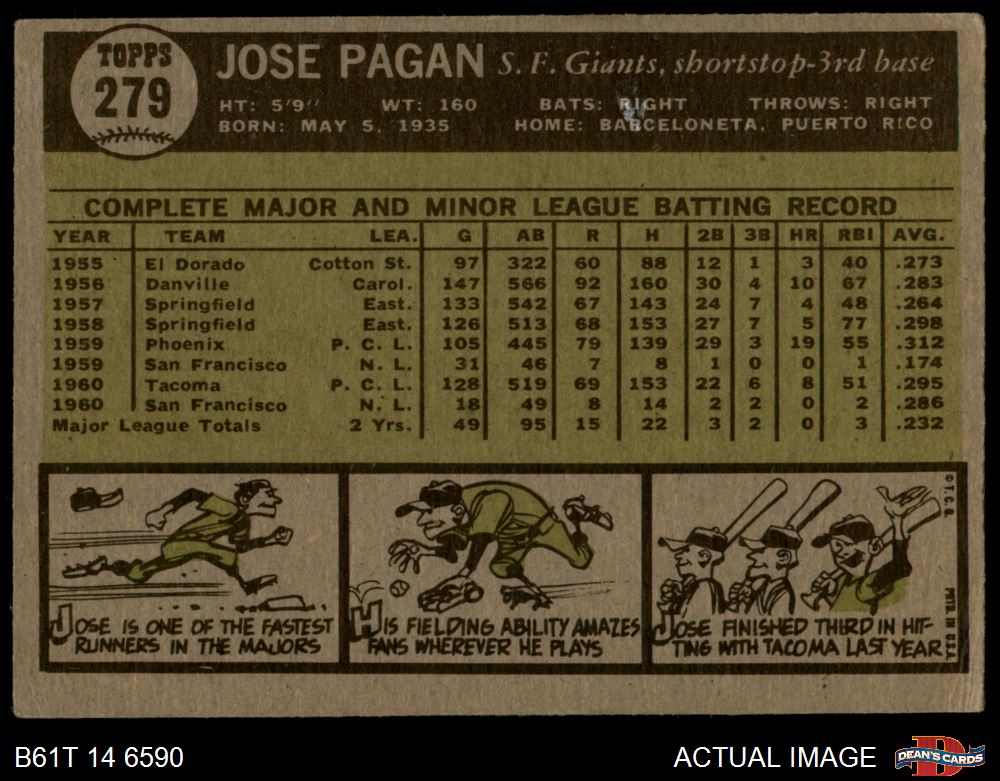 TOPPS
279
JOSE PAGAN S. F. Giants, shortstop-3rd base
HT: 5'9" WT: 160 BATS: RIGHT THROWS: RIGHT
BORN: MAY 5, 1935 HOME: BARCELONETA, PUERTO RICO
COMPLETE MAJOR AND MINOR LEAGUE BATTING RECORD
YEAR TEAM LEA. G AB R H 2B 3B HR RBI AVG.
1955 El Dorado Cotton St. 97 322 60 88 12 1 3 40 .273
1956 Danville Carol. 147 566 92 160 30 4 10 67 .283
1957 Springfield East. 133 542 67 143 24 7 4 48 .264
1958 Springfield East. 126 513 68 153 27 7 5 77 .298
1959 Phoenix P. C. L. 105 445 79 139 29 3 19 55 .312
1959 San Francisco N. L. 31 46 7 8 1 0 0 1 .174
1960 Tacoma P. C. L. 128 519 69 153 22 6 8 51 .295
1960 San Francisco N. L. 18 49 8 14 2 2 0 2 .286
Major League Totals 2 Yrs. 49 95 15 22 3 2 0 3 .232
JOSE IS ONE OF THE FASTEST
RUNNERS IN THE MAJORS
HIS FIELDING ABILITY AMAZES
FANS WHEREVER HE PLAYS
JOSE FINISHED THIRD IN HIT-
TING WITH TACOMA LAST YEAR
© T. C. G.
PRTD. IN U.S.A.
B61T 14 6590
ACTUAL IMAGE
D
DEAN'S CARDS